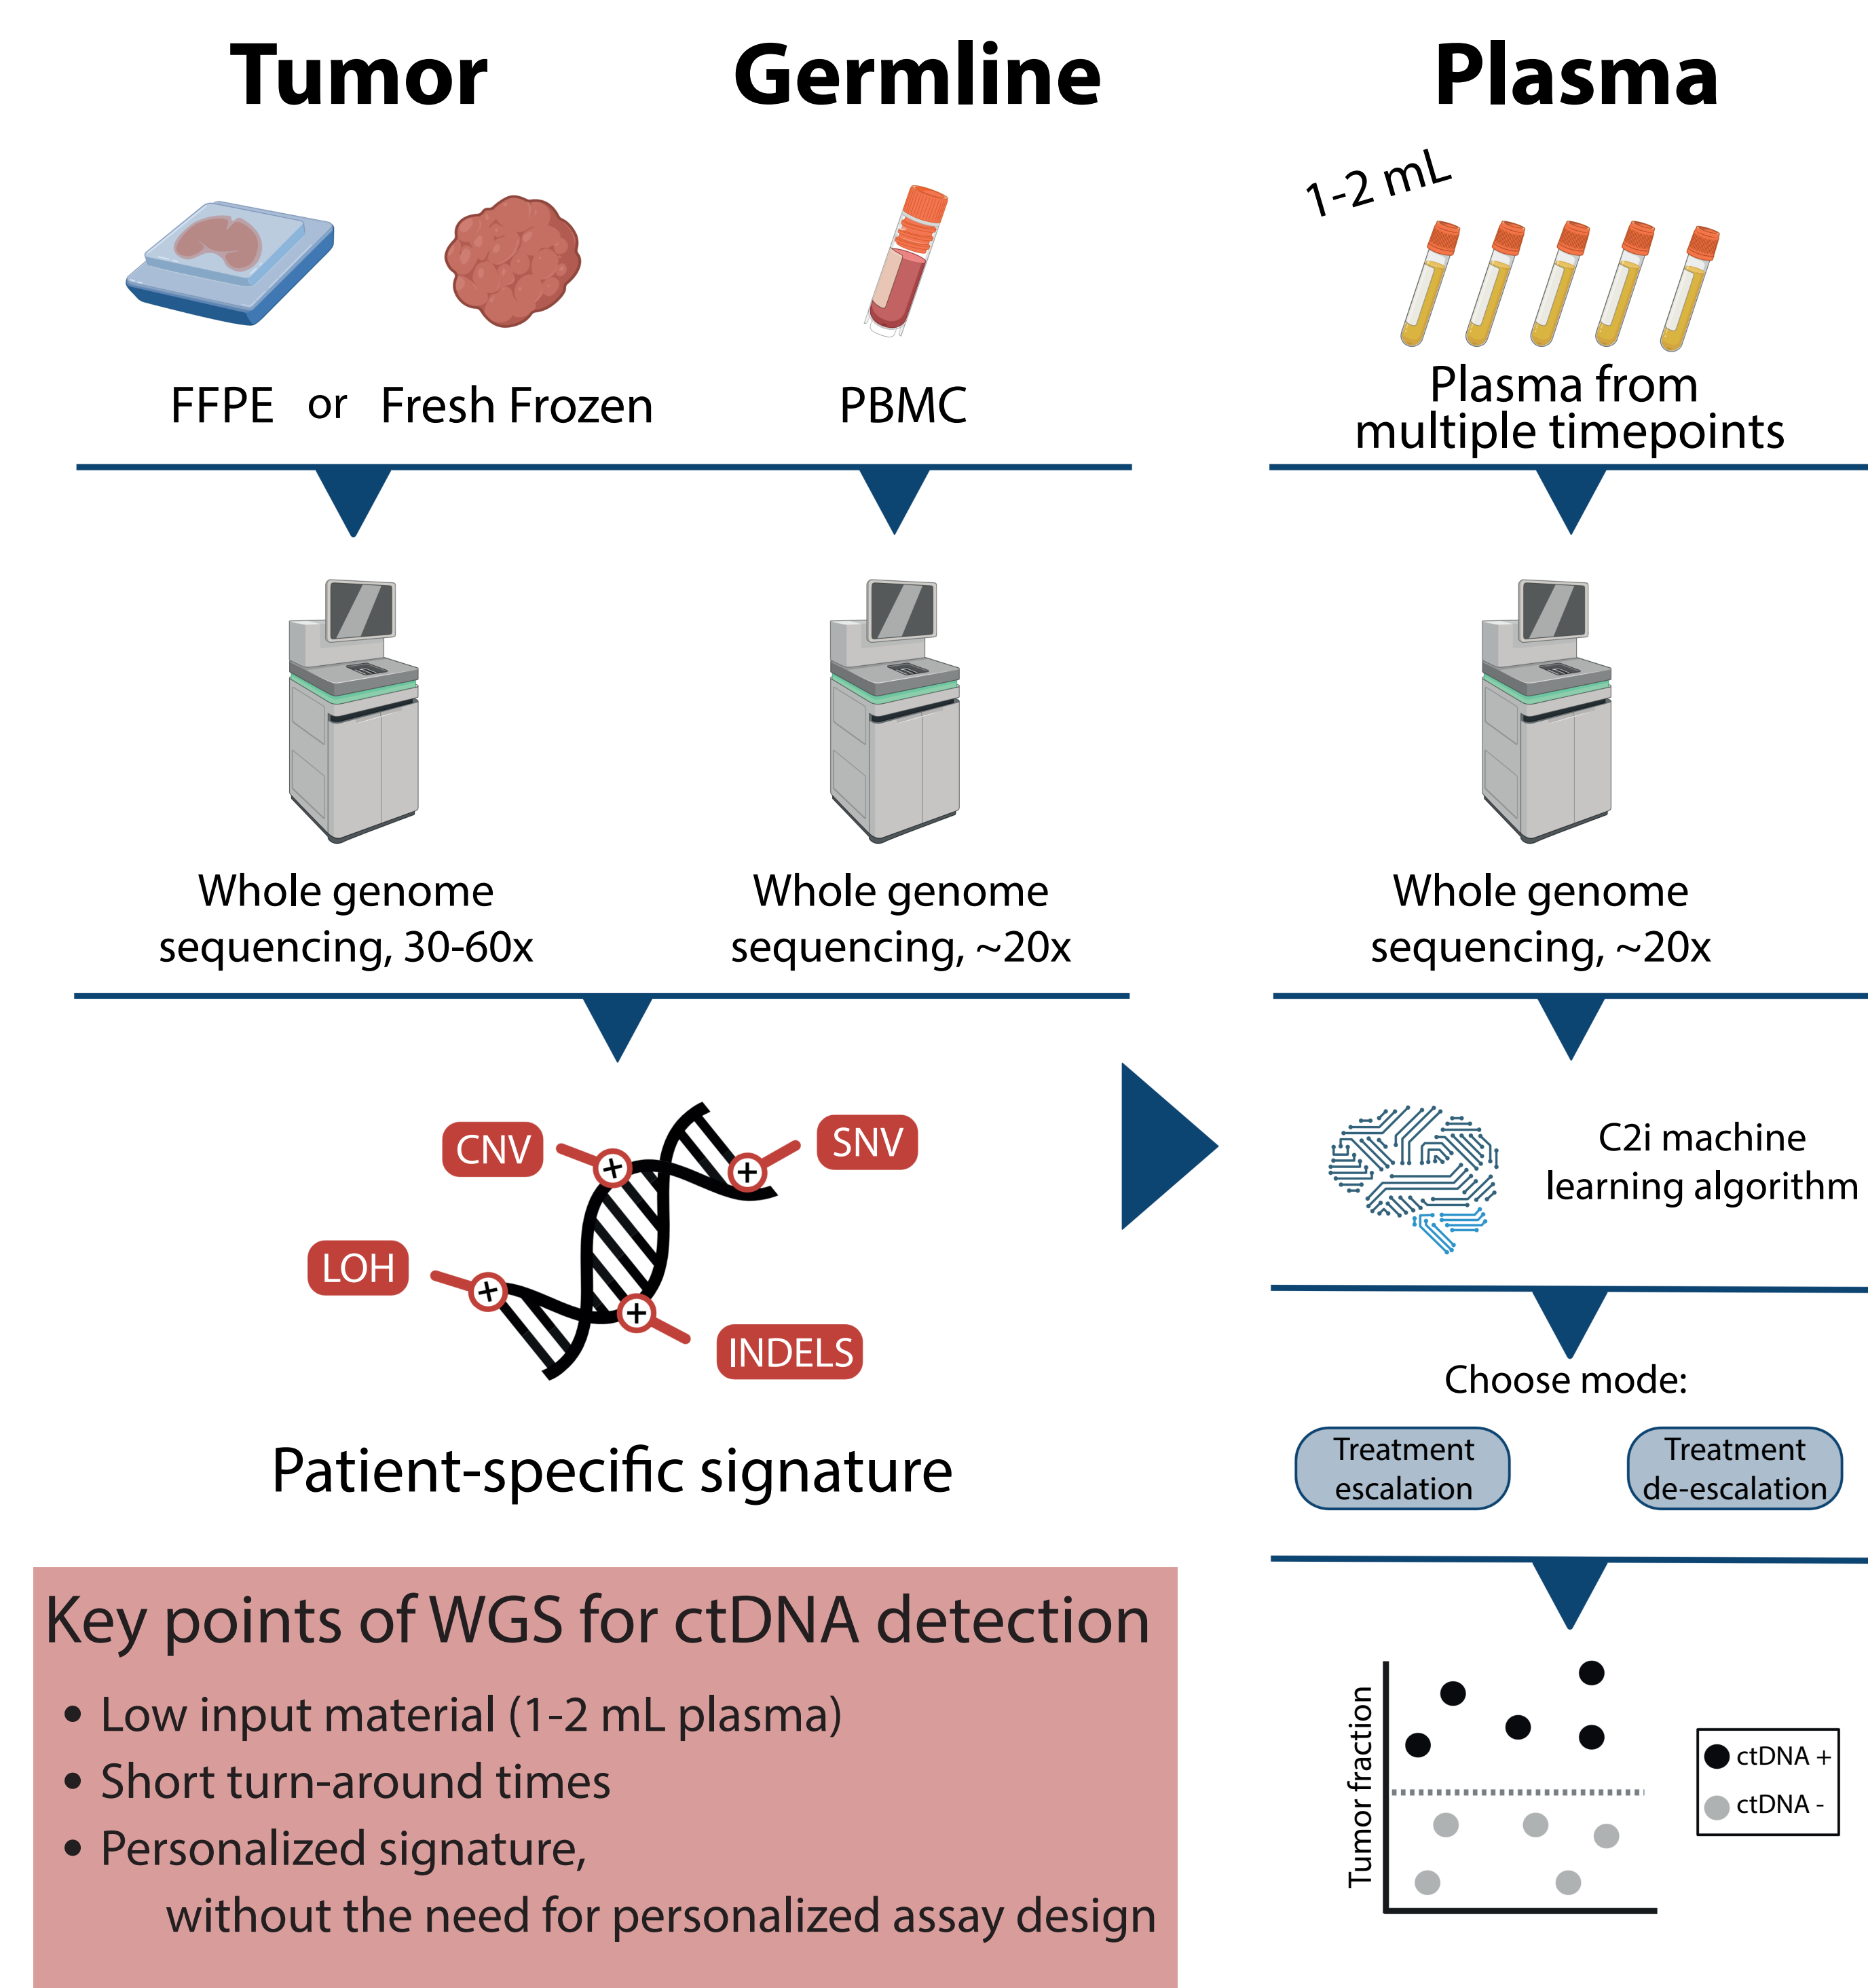 Tumor
Germline
Plasma
1-2 mL
FFPE or Fresh Frozen
PBMC
Plasma from
multiple timepoints
Whole genome
sequencing, 30-60x
Whole genome
sequencing, ~20x
Whole genome
sequencing, ~20x
CNV
SNV
LOH
INDELS
Patient-specific signature
C2i machine
learning algorithm
Choose mode:
Treatment
escalation
Treatment
de-escalation
Key points of WGS for ctDNA detection
• Low input material (1-2 mL plasma)
• Short turn-around times
• Personalized signature,
without the need for personalized assay design
Tumor fraction
ctDNA +
ctDNA -